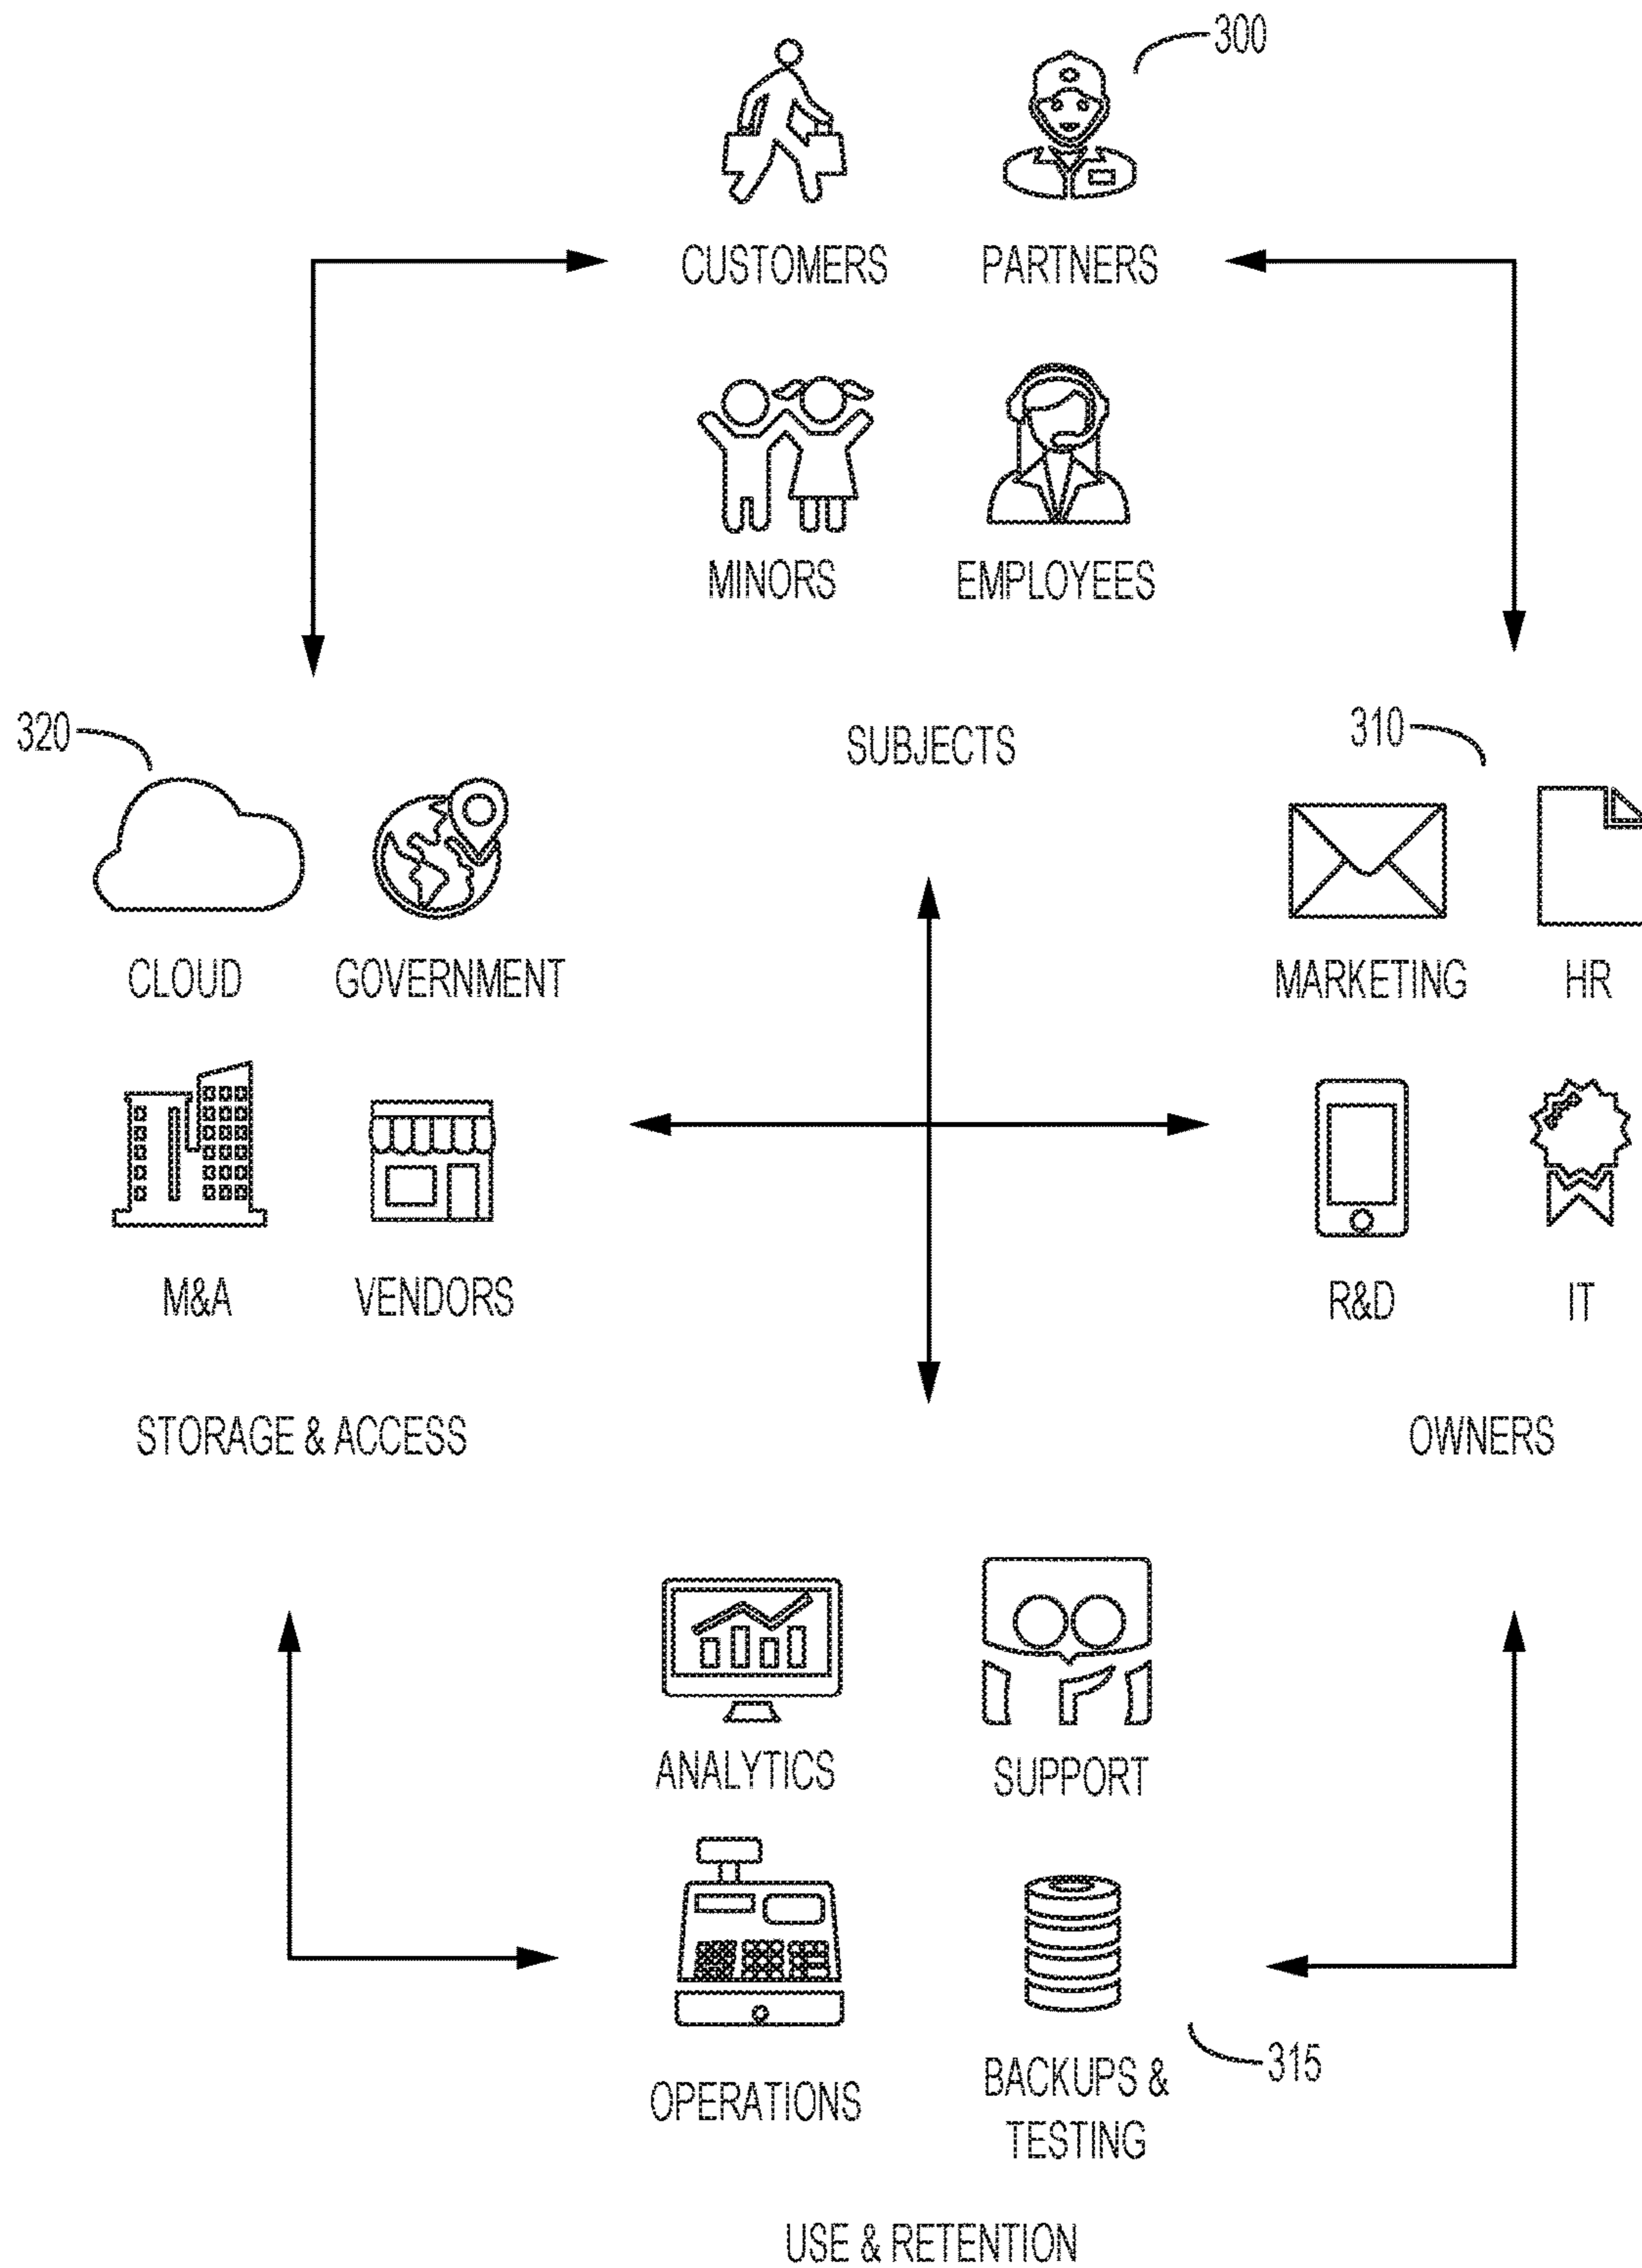 300
CUSTOMERS
PARTNERS
MINORS
EMPLOYEES
320
SUBJECTS
310
CLOUD
GOVERNMENT
MARKETING
HR
M&A
VENDORS
R&D
IT
STORAGE & ACCESS
OWNERS
ANALYTICS
SUPPORT
OPERATIONS
BACKUPS &
TESTING
315
USE & RETENTION